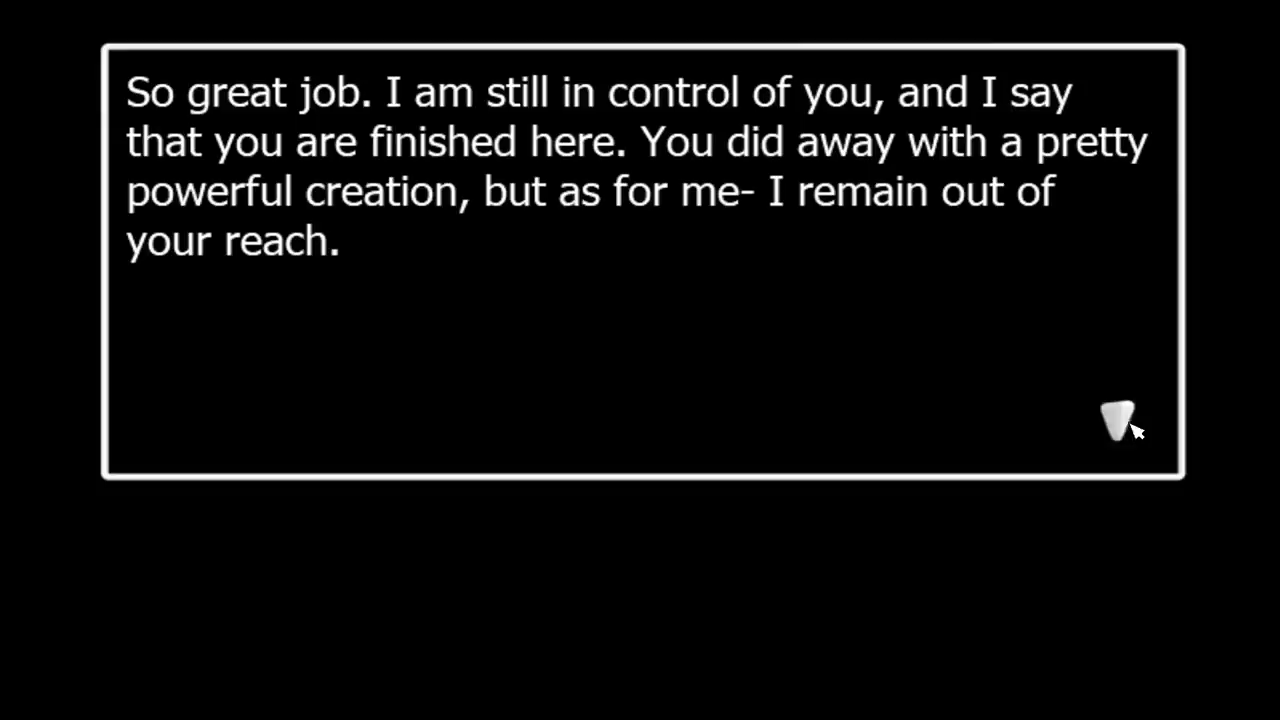 So great job. I am still in control of you, and I say
that you are finished here. You did away with a pretty
powerful creation, but as for me- I remain out of
your reach.